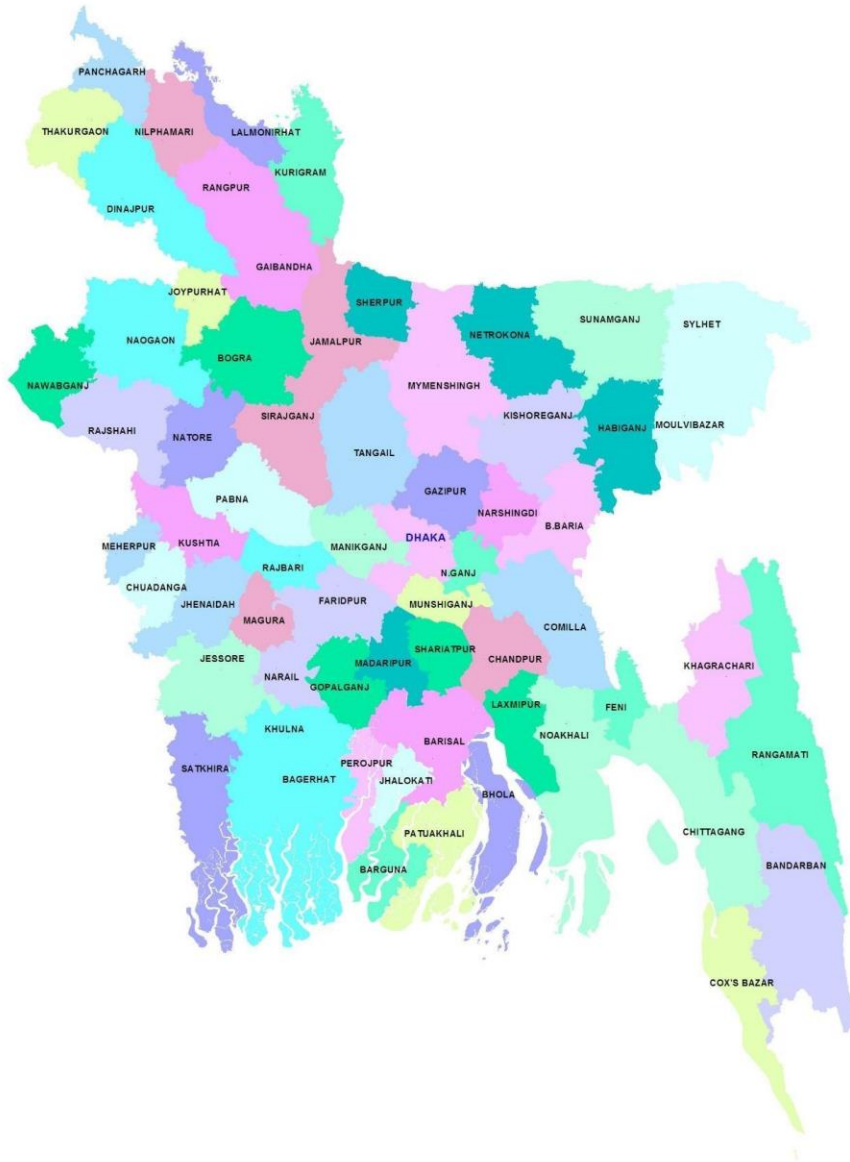 PANCHAGARH
THAKURGAON
NILPHAMARI
LALMONIRHAT
KURIGRAM
RANGPUR
DINAJPUR
GAIBANDHA
JOYPURHAT
SHERPUR
SUNAMGANJ
SYLHET
NAOGAON
BOGRA
JAMALPUR
NETROKONA
NAWABGANJ
MYMENSHINGH
RAJSHAHI
NATORE
SIRAJGANJ
KISHOREGANJ
HABIGANJ
MOULVIBAZAR
TANGAIL
PABNA
GAZIPUR
NARSHINGDI
B.BARIA
MEHERPUR
KUSHTIA
MANIKGANJ
DHAKA
RAJBARI
N.GANJ
CHUADANGA
JHENAIDAH
FARIDPUR
MUNSHIGANJ
COMILLA
MAGURA
JESSORE
NARAIL
GOPALGANJ
MADARIPUR
SHARIATPUR
CHANDPUR
KHAGRACHARI
LAXMIPUR
FENI
KHULNA
BARISAL
NOAKHALI
RANGAMATI
SATKHIRA
BAGERHAT
PEROJPUR
JHALOKATI
BHOLA
PATUAKHALI
CHITTAGANG
BARGUNA
BANDARBAN
COX'S BAZAR